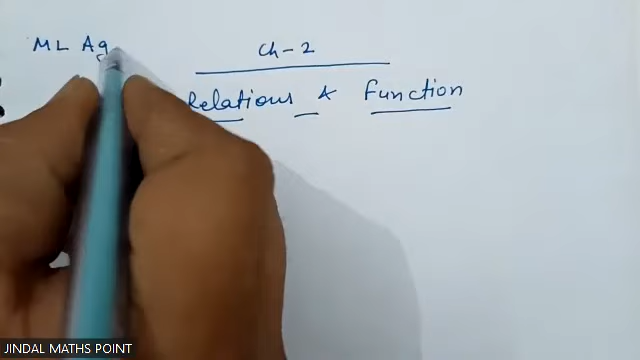 ML Ag
Ch-2
Relations & Function
JINDAL MATHS POINT